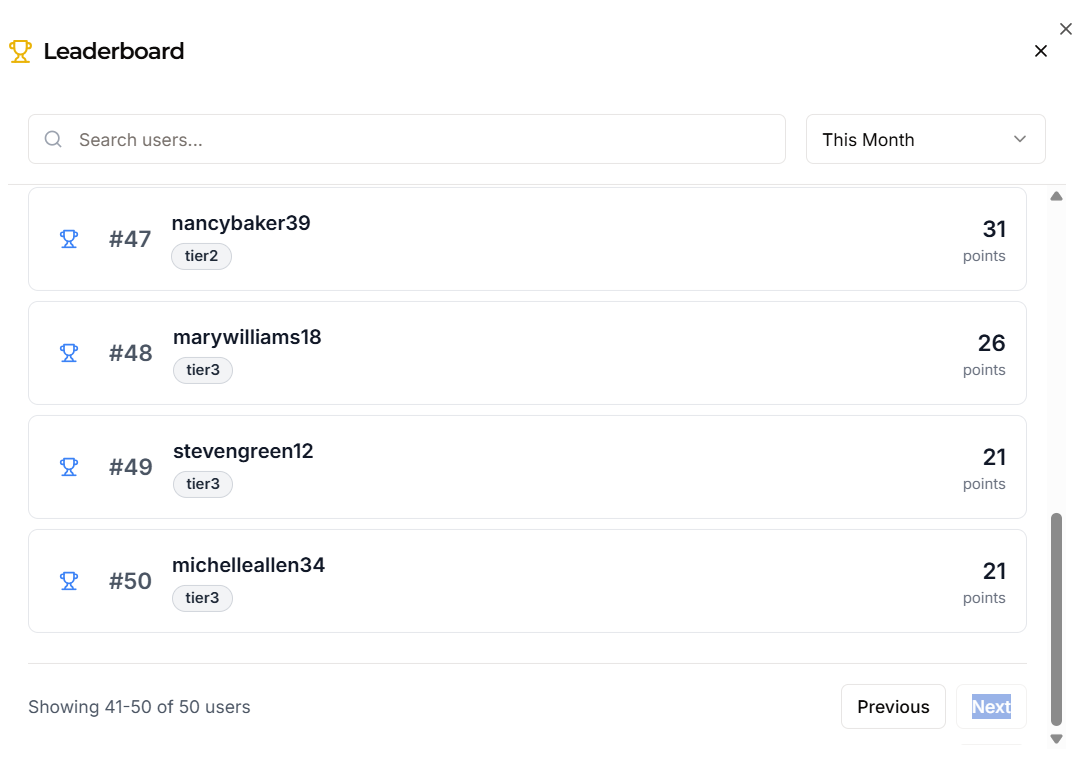 Leaderboard
Search users...
This Month
#47
nancybaker39
tier2
31
points
#48
marywilliams18
tier3
26
points
#49
stevengreen12
tier3
21
points
#50
michelleallen34
tier3
21
points
Showing 41-50 of 50 users
Previous
Next